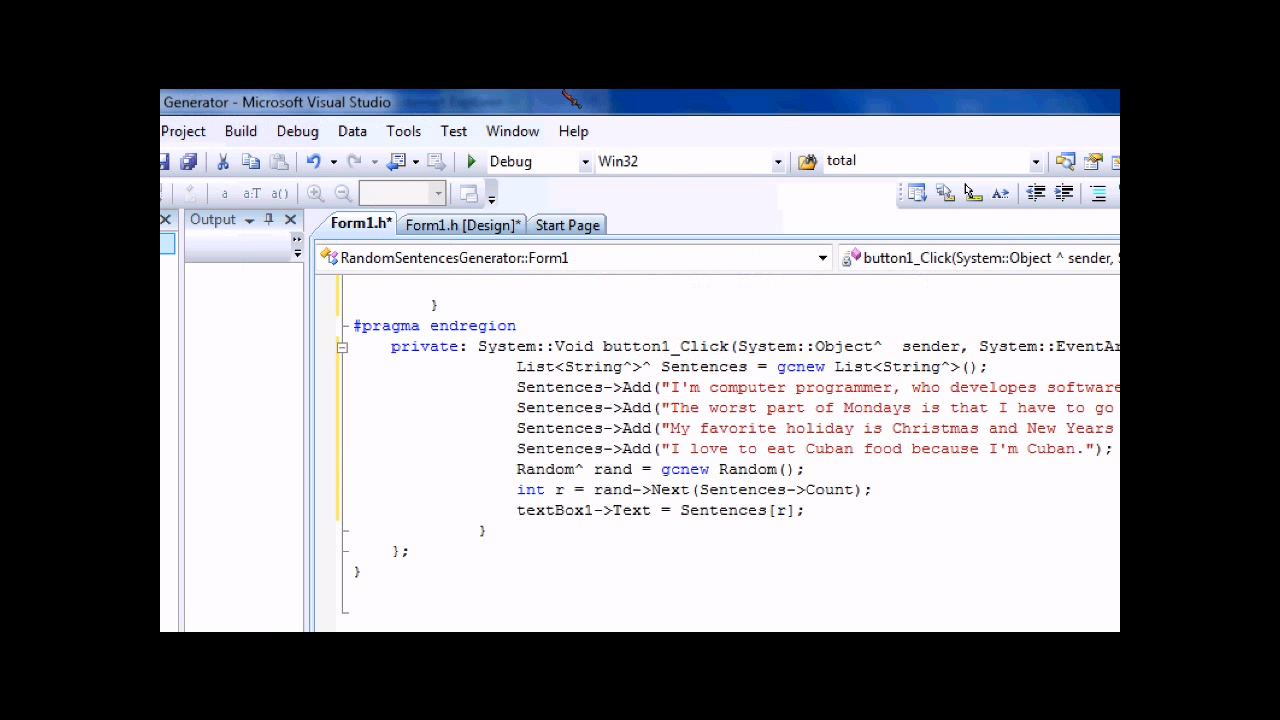 Generator - Microsoft Visual Studio
Project Build Debug Data Tools Test Window Help
Debug Win32 total
a a.T a()
Output
Form1.h* Form1.h [Design]* Start Page
RandomSentencesGenerator::Form1 button1_Click(System::Object ^ sender,
}
#pragma endregion
private: System::Void button1_Click(System::Object^ sender, System::EventAr
List<String^>^ Sentences = gcnew List<String^>();
Sentences->Add("I'm computer programmer, who developes software
Sentences->Add("The worst part of Mondays is that I have to go
Sentences->Add("My favorite holiday is Christmas and New Years
Sentences->Add("I love to eat Cuban food because I'm Cuban.");
Random^ rand = gcnew Random();
int r = rand->Next(Sentences->Count);
textBox1->Text = Sentences[r];
}
};
}